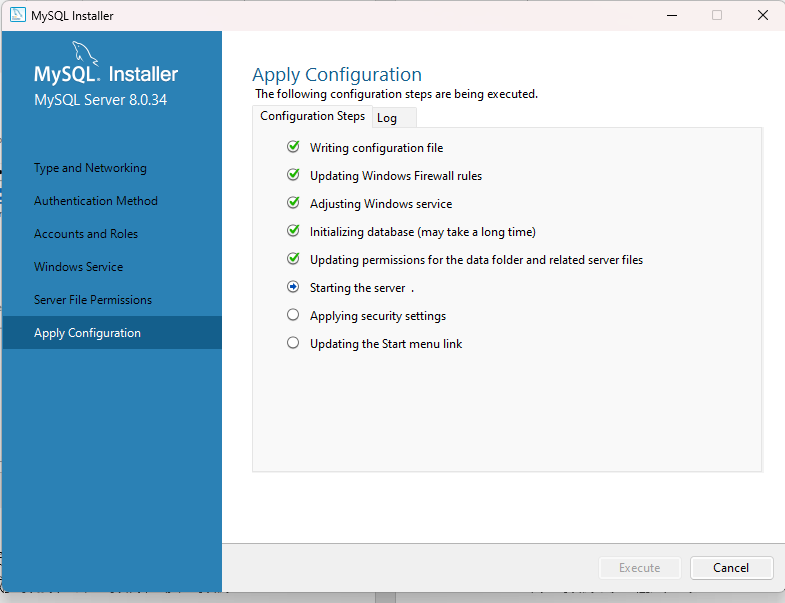 MySQL Installer
MySQL. Installer
MySQL Server 8.0.34
Type and Networking
Authentication Method
Accounts and Roles
Windows Service
Server File Permissions
Apply Configuration
Apply Configuration
The following configuration steps are being executed.
Configuration Steps
Log
Writing configuration file
Updating Windows Firewall rules
Adjusting Windows service
Initializing database (may take a long time)
Updating permissions for the data folder and related server files
Starting the server .
Applying security settings
Updating the Start menu link
Execute
Cancel